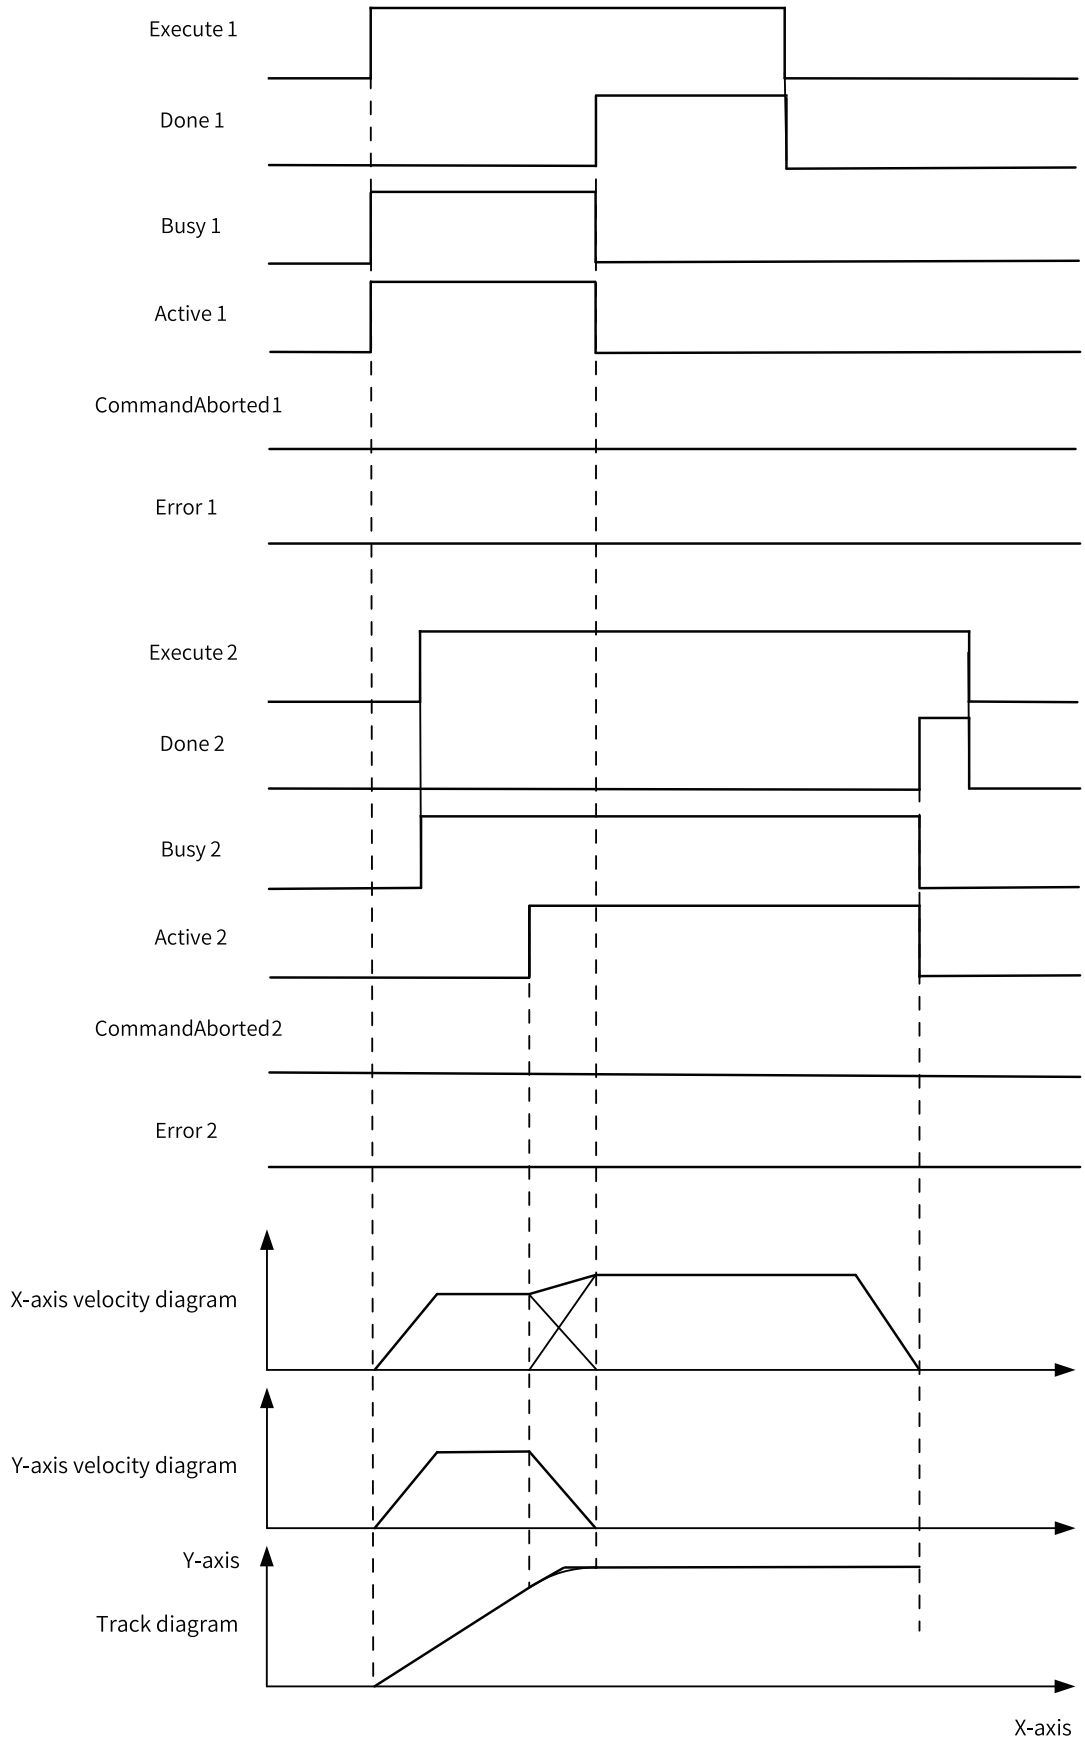 Execute 1
Done 1
Busy 1
Active 1
CommandAborted1
Error 1
Execute 2
Done 2
Busy 2
Active 2
CommandAborted2
Error 2
X-axis velocity diagram
Y-axis velocity diagram
Y-axis
Track diagram
X-axis